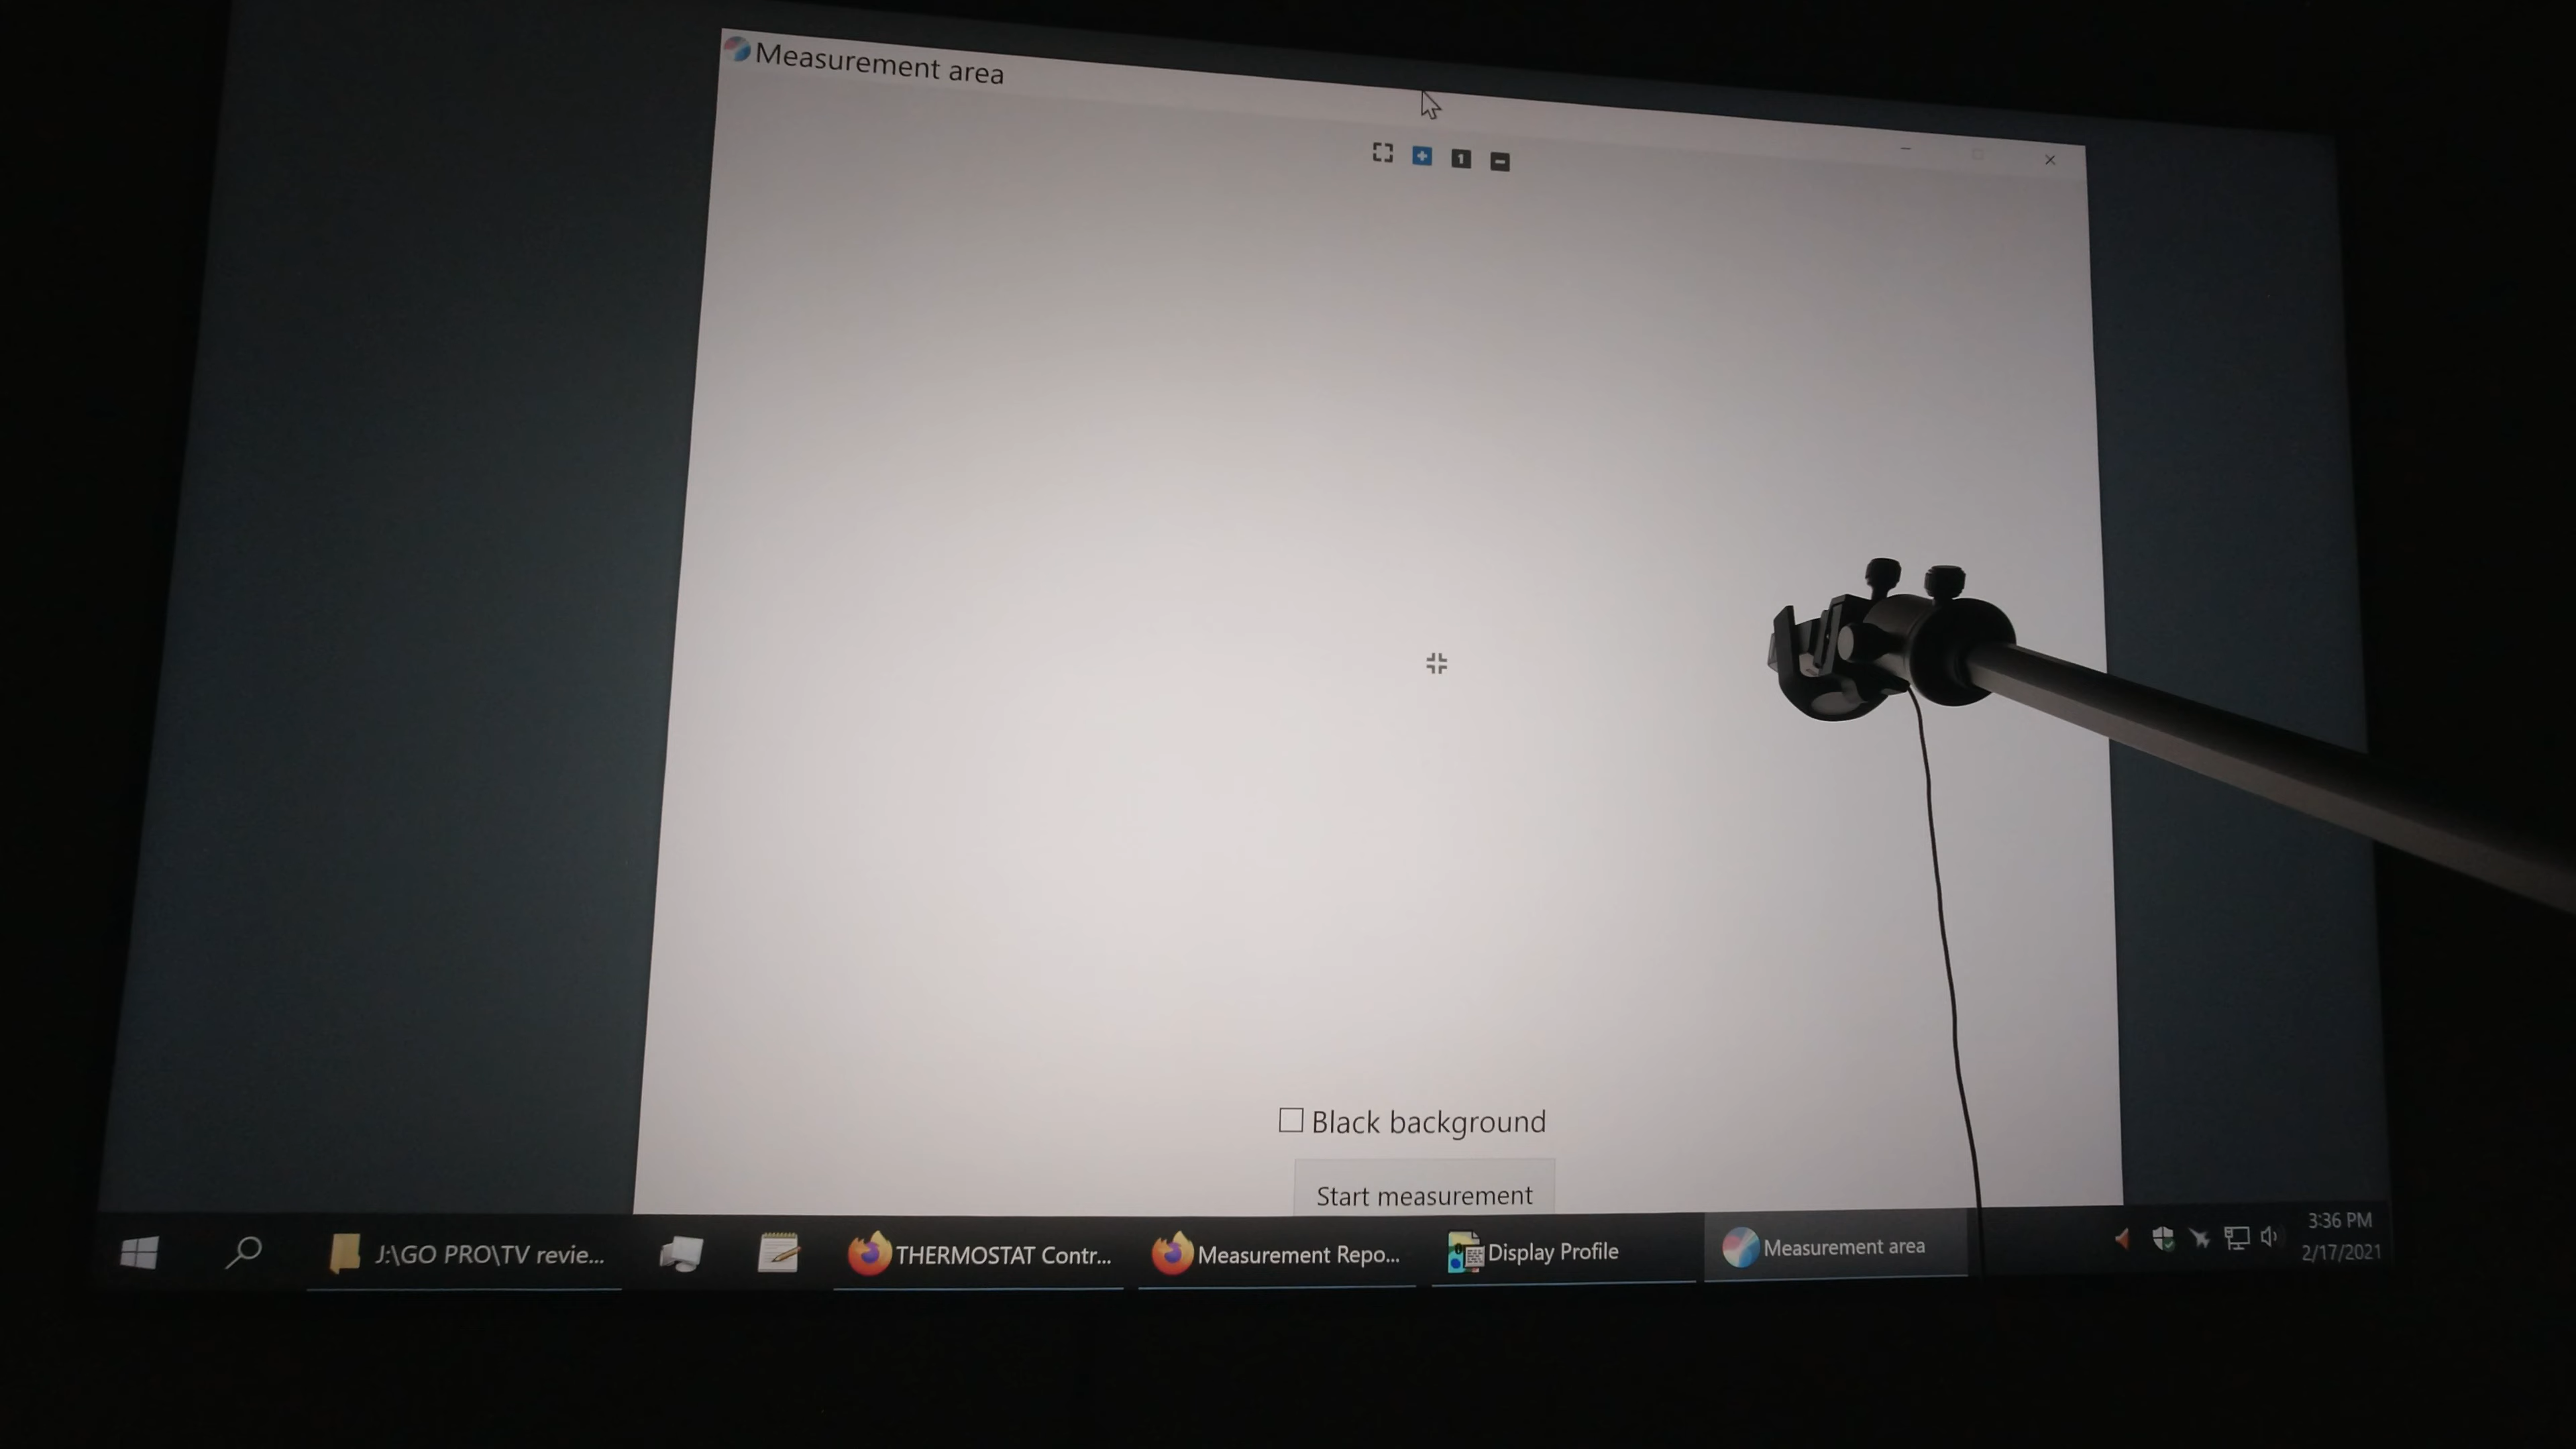 Measurement area
1
Black background
Start measurement
J:\GO PRO\TV revie...
THERMOSTAT Contr...
Measurement Repo...
Display Profile
Measurement area
3:36 PM
2/17/2021